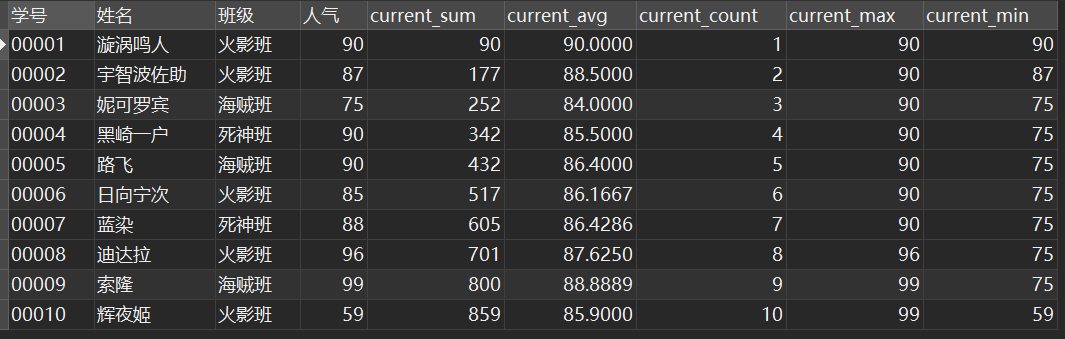 学号 姓名 班级 人气 current_sum current_avg current_count current_max current_min
00001 漩涡鸣人 火影班 90 90 90.0000 1 90 90
00002 宇智波佐助 火影班 87 177 88.5000 2 90 87
00003 妮可罗宾 海贼班 75 252 84.0000 3 90 75
00004 黑崎一户 死神班 90 342 85.5000 4 90 75
00005 路飞 海贼班 90 432 86.4000 5 90 75
00006 日向宁次 火影班 85 517 86.1667 6 90 75
00007 蓝染 死神班 88 605 86.4286 7 90 75
00008 迪达拉 火影班 96 701 87.6250 8 96 75
00009 索隆 海贼班 99 800 88.8889 9 99 75
00010 辉夜姬 火影班 59 859 85.9000 10 99 59